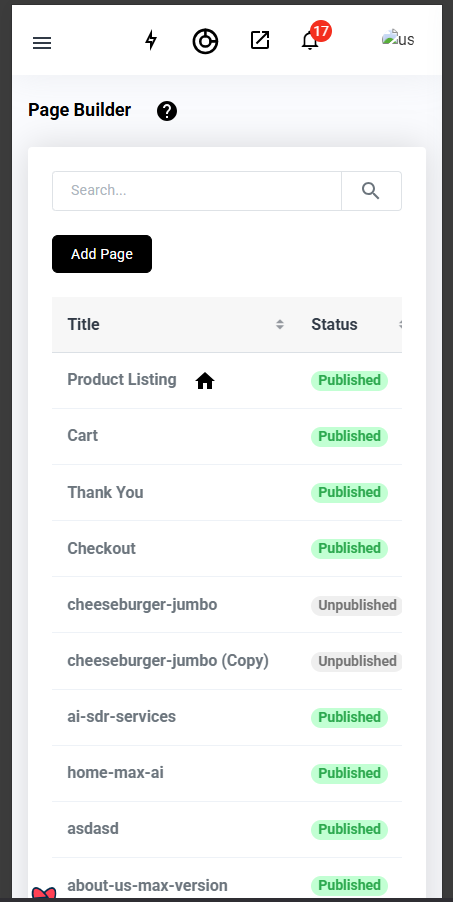 17
us
Page Builder ?
Search...
Add Page
Title Status
Product Listing Published
Cart Published
Thank You Published
Checkout Published
cheeseburger-jumbo Unpublished
cheeseburger-jumbo (Copy) Unpublished
ai-sdr-services Published
home-max-ai Published
asdasd Published
about-us-max-version Published